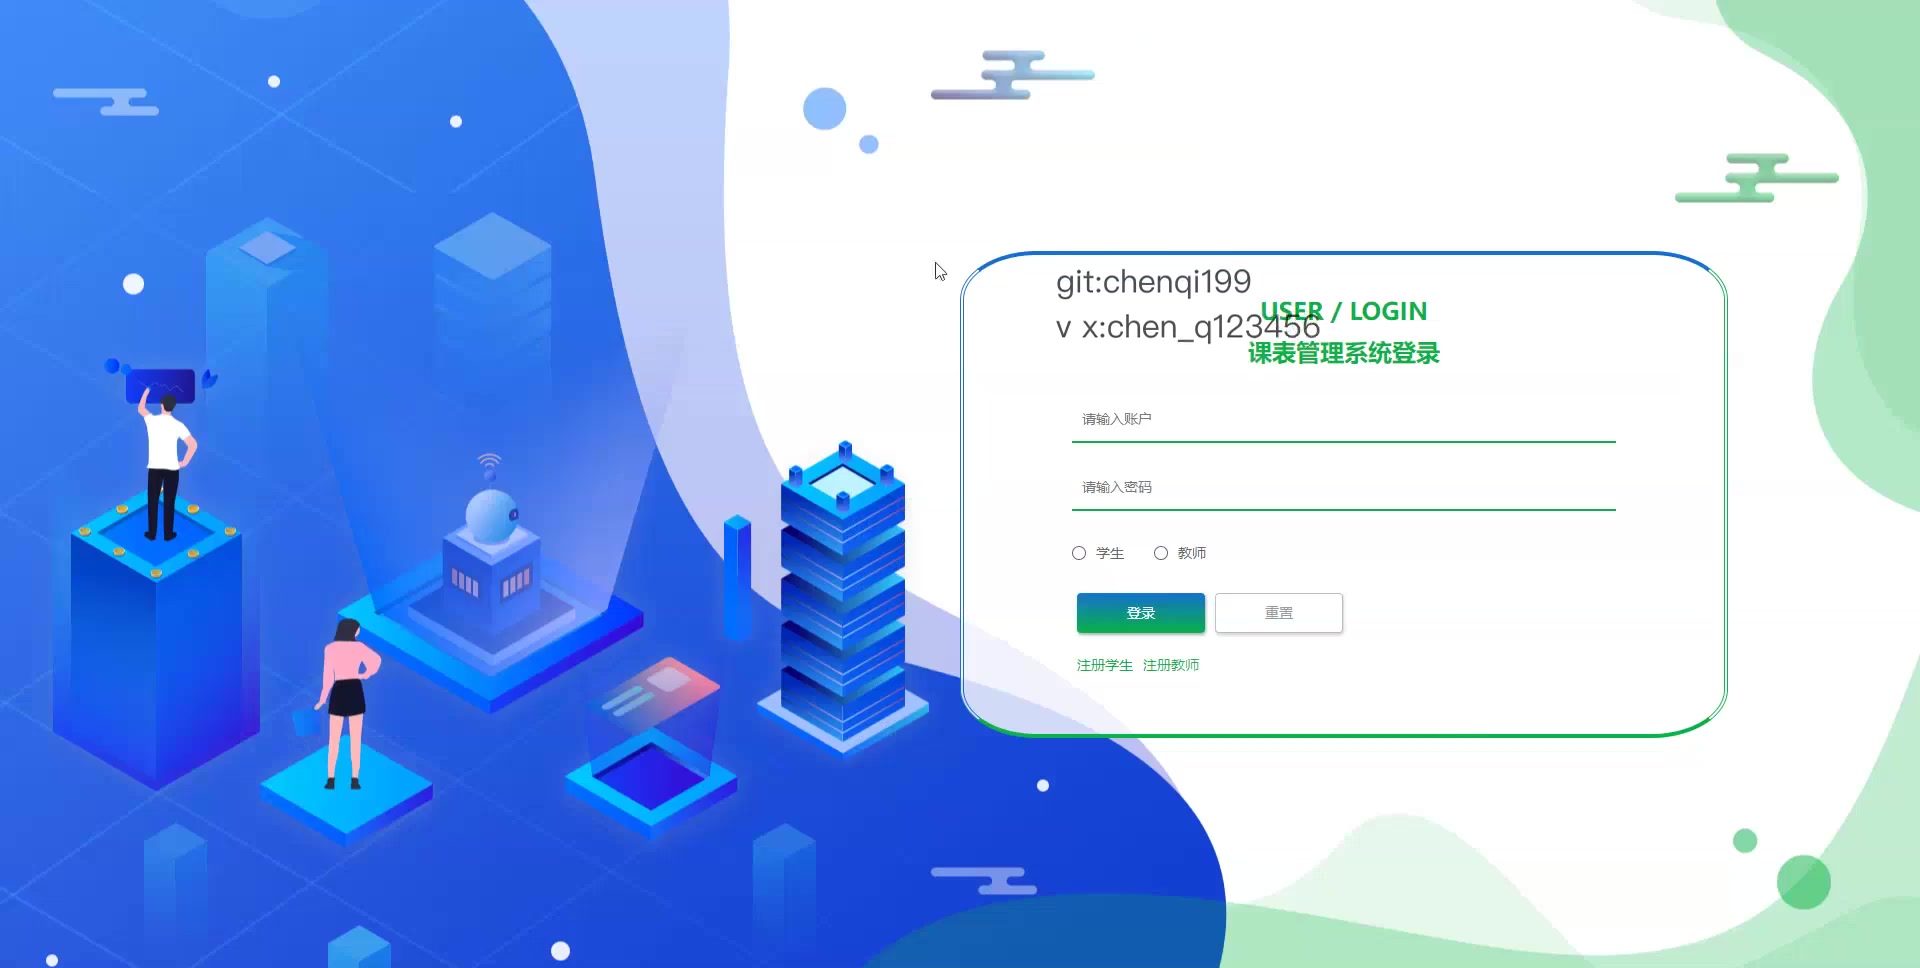 git:chenqi199
v x:chen_q123456
USER / LOGIN
课表管理系统登录
请输入账户
请输入密码
学生 教师
登录 重置
注册学生 注册教师